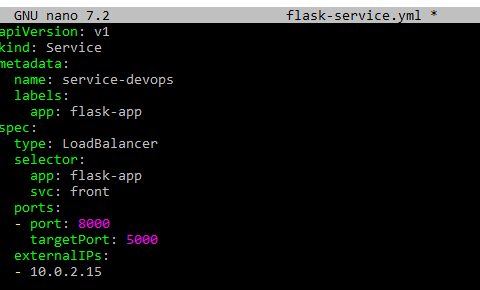 GNU nano 7.2 flask-service.yml *
apiVersion: v1
kind: Service
metadata:
  name: service-devops
  labels:
    app: flask-app
spec:
  type: LoadBalancer
  selector:
    app: flask-app
    svc: front
  ports:
  - port: 8000
    targetPort: 5000
  externalIPs:
  - 10.0.2.15